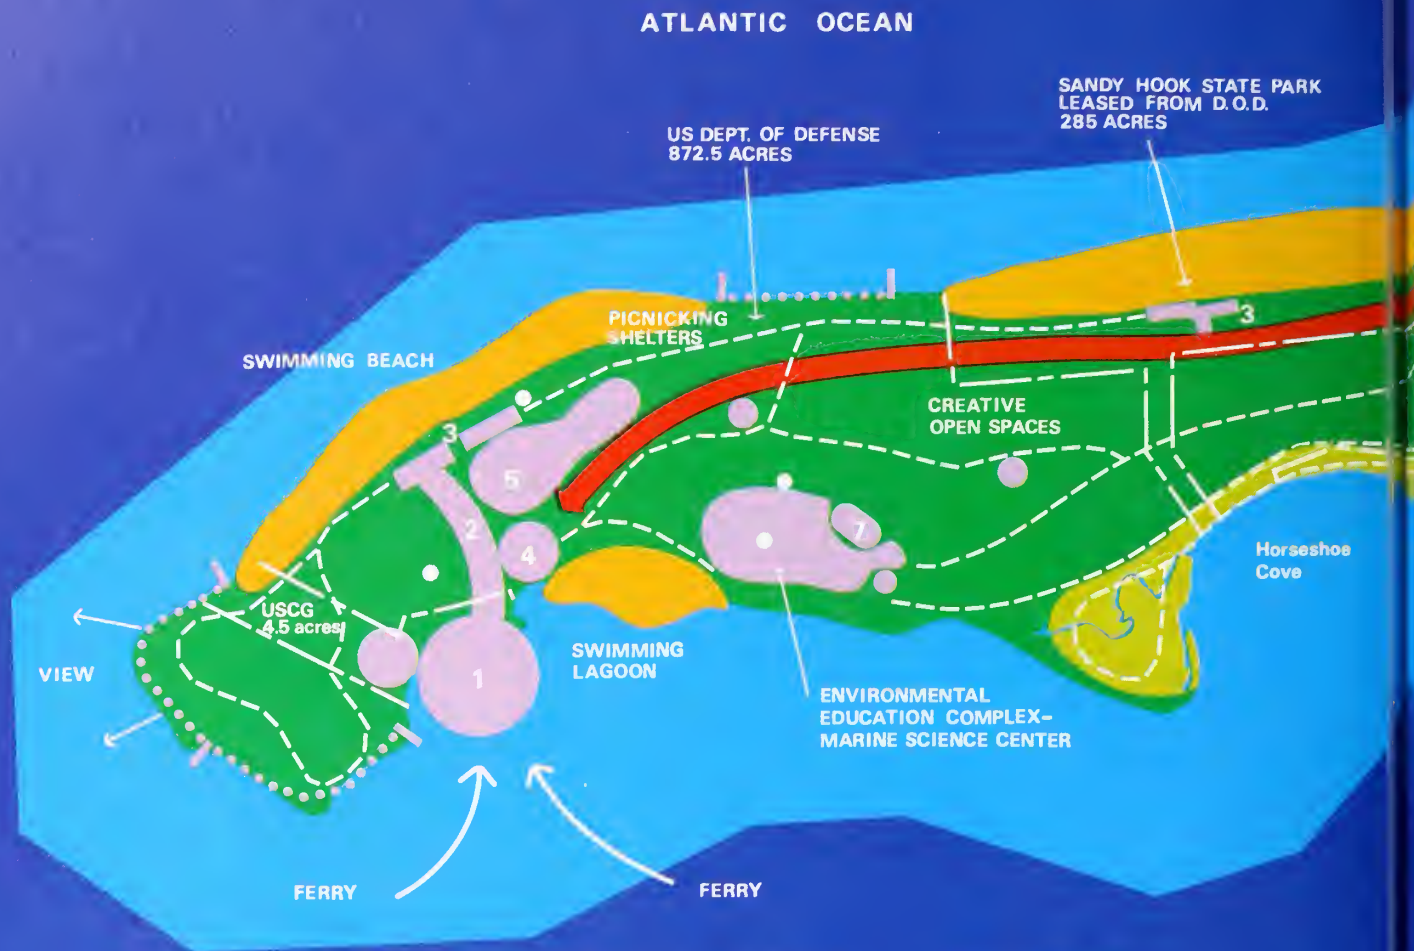 ATLANTIC OCEAN
SANDY HOOK STATE PARK
LEASED FROM D.O.D.
285 ACRES
US DEPT. OF DEFENSE
872.5 ACRES
PICNICKING
SHELTERS
3
SWIMMING BEACH
CREATIVE
OPEN SPACES
3
5
2
7
4
Horseshoe
Cove
USCG
4.5 acres
SWIMMING
LAGOON
VIEW
1
ENVIRONMENTAL
EDUCATION COMPLEX-
MARINE SCIENCE CENTER
FERRY
FERRY